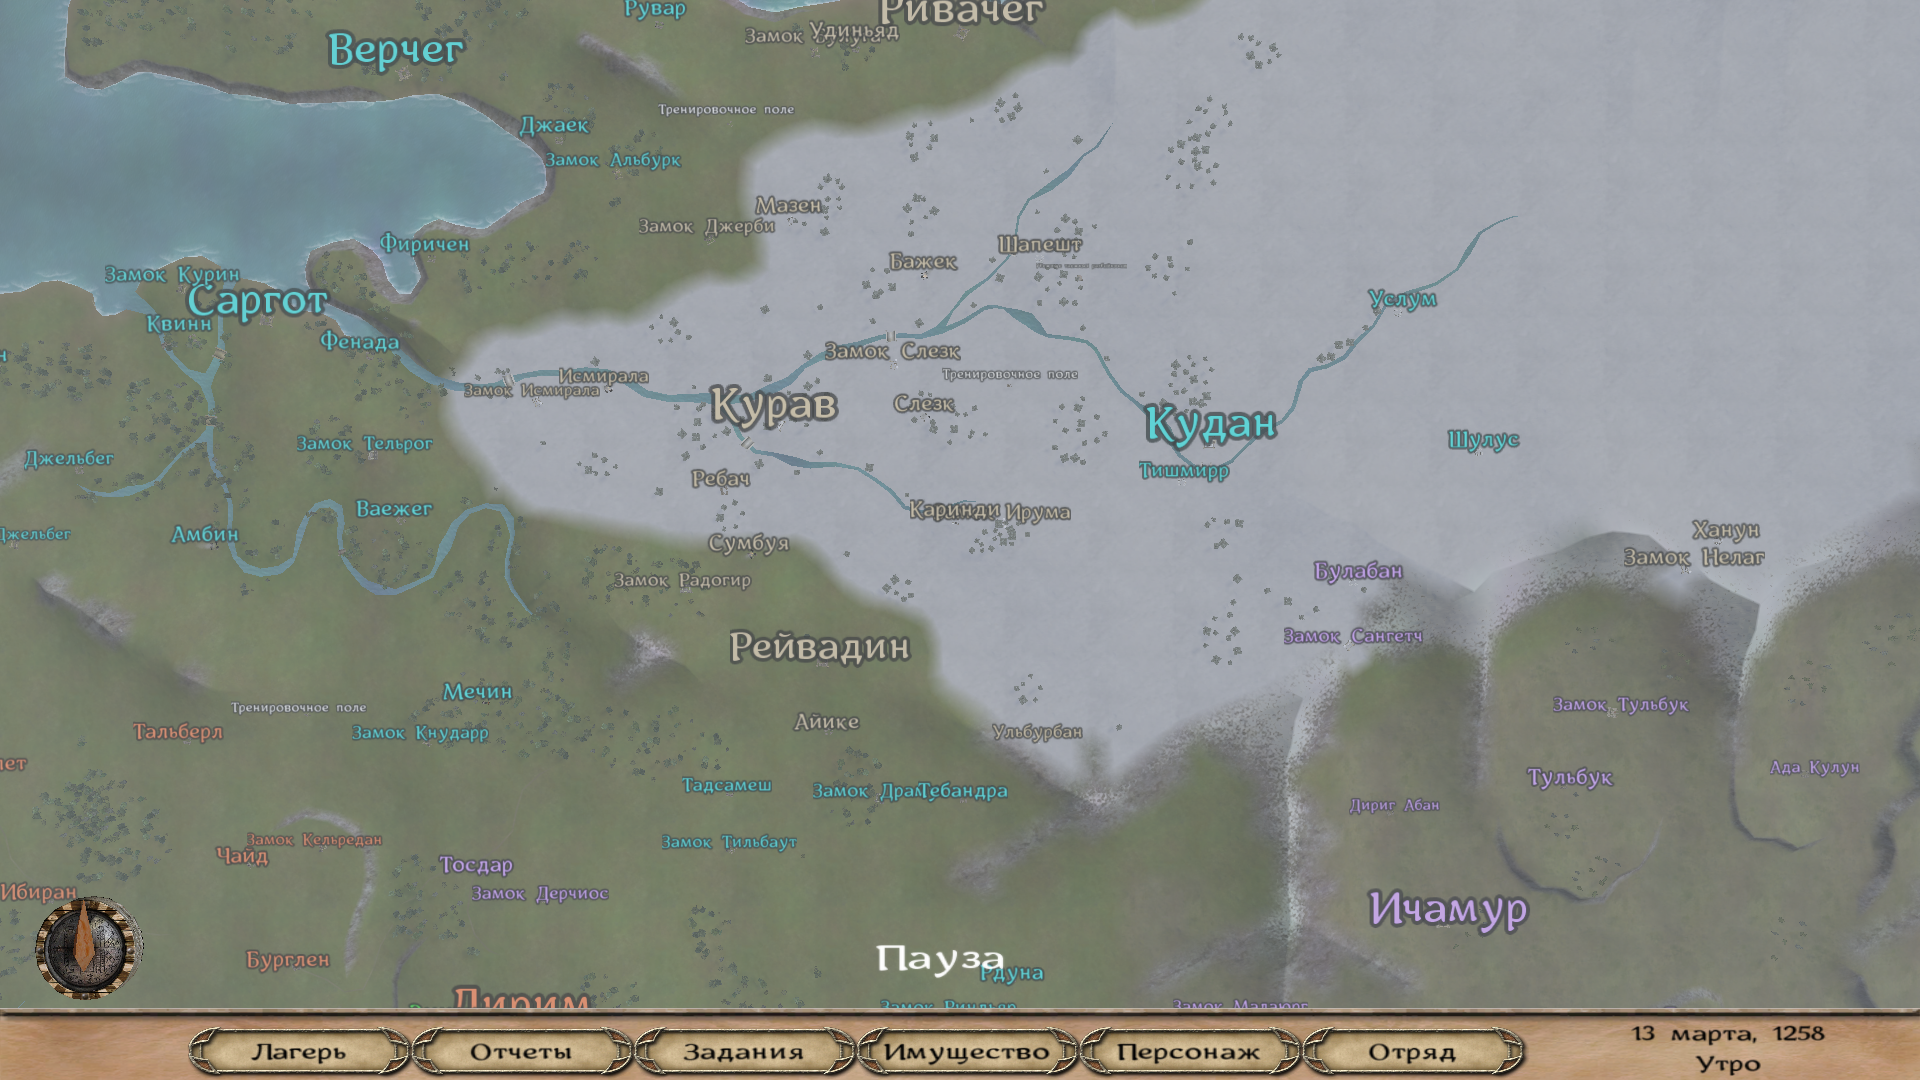 Рувар
Ривачег
Верчег
Замок
Удиньяд
Тренировочное поле
Джаек
Замок Альбурк
Мазен
Замок Джерби
Фиричен
Шапешт
Бажек
Замок Курин
Саргот
Услум
Квинн
Фенада
Замок Слезк
Исмирала
Замок Исмирала
Тренировочное поле
Курав
Слезк
Кудан
Замок Тельрог
Шулус
Джельбег
Тишмирр
Ребач
Ваежег
Каринди
Ирума
Джельбег
Амбин
Ханун
Сумбуя
Замок Нелаг
Булабан
Замок Радогир
Замок Сангетч
Рейвадин
Мечин
Тренировочное поле
Замок Тульбук
Тальберл
Замок Кнударр
Айике
Ульбурбан
Ада Кулун
Тульбук
Тадсамеш
Замок
Тебандра
Дириг Абан
Замок Кельредан
Замок Тильбаут
Чайд
Тосдар
Ибиран
Замок Дерчиос
Ичамур
Бурглен
Пауза
Рдуна
Дирим
Лагерь
Отчеты
Задания
Имущество
Персонаж
Отряд
13 марта, 1258
Утро